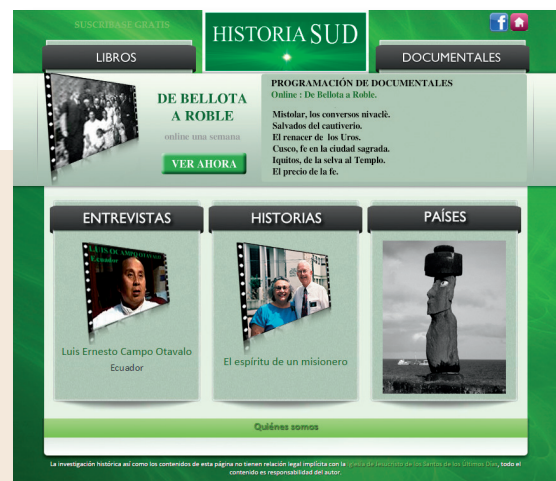 SUSCRIBASE GRATIS
HISTORIA SUD
LIBROS
DOCUMENTALES
DE BELLOTA
A ROBLE
online una semana
VER AHORA
PROGRAMACIÓN DE DOCUMENTALES
Online : De Bellota a Roble.
Mistolar, los conversos nivaclè.
Salvados del cautiverio.
El renacer de los Uros.
Cusco, fe en la ciudad sagrada.
Iquitos, de la selva al Templo.
El precio de la fe.
ENTREVISTAS
HISTORIAS
PAÍSES
LUIS OCAMPO OTAVALO
Ecuador
Luis Ernesto Campo Otavalo
Ecuador
El espíritu de un misionero
Quiénes somos
La investigación histórica así como los contenidos de esta página no tienen relación legal implícita con la Iglesia de Jesucristo de los Santos de los Últimos Días, todo el
contenido es responsabilidad del autor.